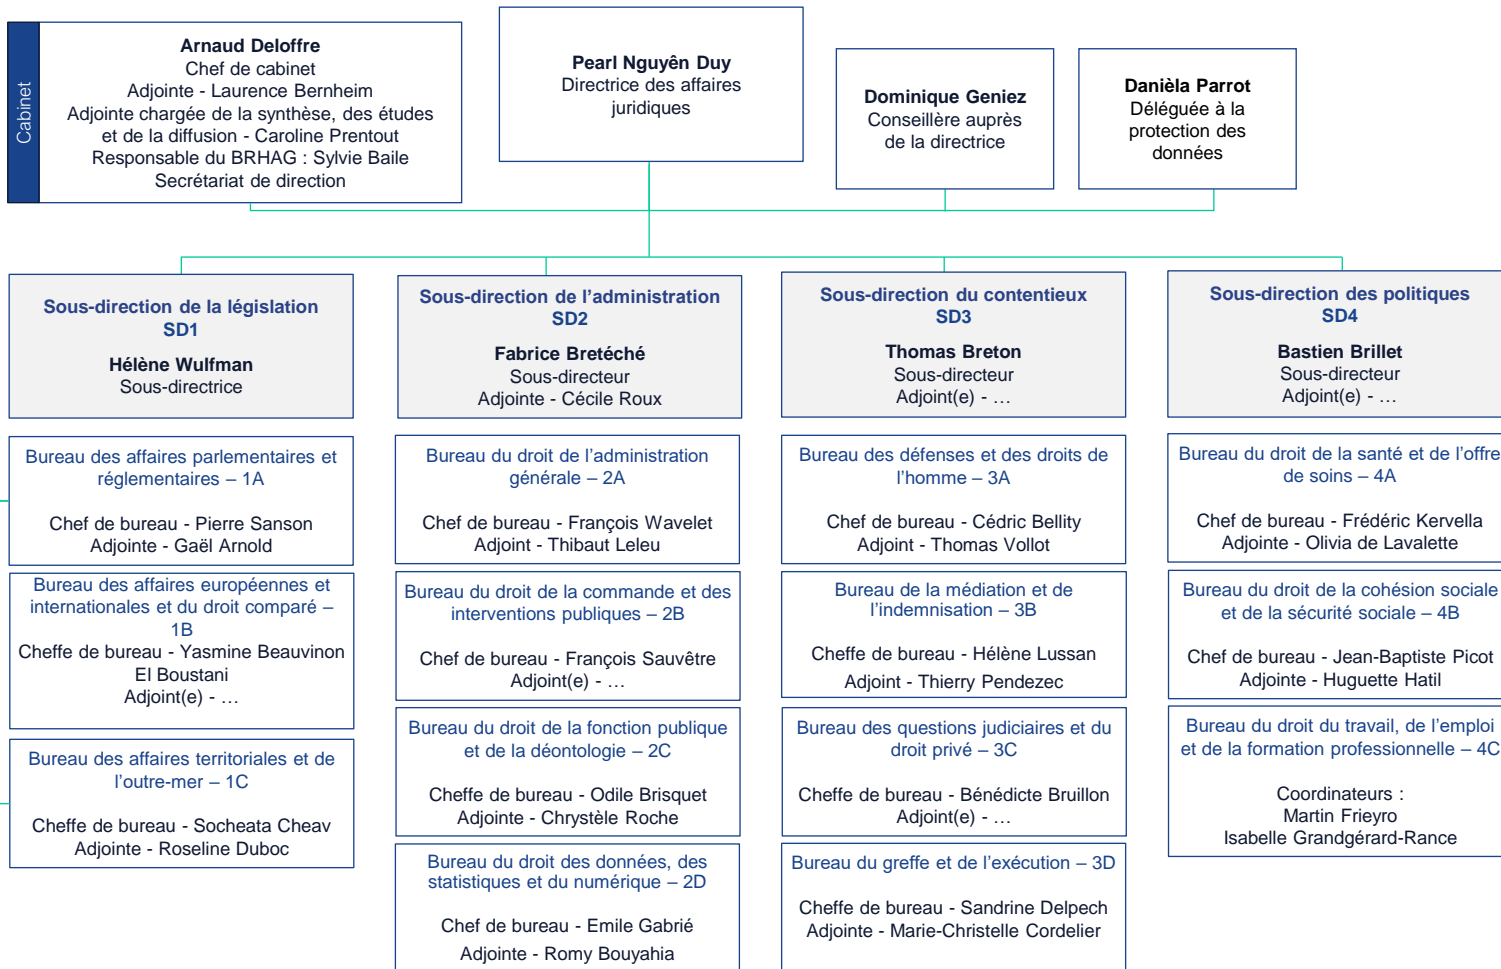 Cabinet
Arnaud Deloffre
Chef de cabinet
Adjointe - Laurence Bernheim
Adjointe chargée de la synthèse, des études
et de la diffusion - Caroline Prentout
Responsable du BRHAG : Sylvie Baile
Secrétariat de direction
Pearl Nguyên Duy
Directrice des affaires
juridiques
Dominique Geniez
Conseillère auprès
de la directrice
Danièla Parrot
Déléguée à la
protection des
données
Sous-direction de la législation
SD1
Hélène Wulfman
Sous-directrice
Bureau des affaires parlementaires et
réglementaires – 1A
Chef de bureau - Pierre Sanson
Adjointe - Gaël Arnold
Bureau des affaires européennes et
internationales et du droit comparé –
1B
Cheffe de bureau - Yasmine Beauvinon
El Boustani
Adjoint(e) - …
Bureau des affaires territoriales et de
l’outre-mer – 1C
Cheffe de bureau - Socheata Cheav
Adjointe - Roseline Duboc
Sous-direction de l’administration
SD2
Fabrice Bretéché
Sous-directeur
Adjointe - Cécile Roux
Bureau du droit de l’administration
générale – 2A
Chef de bureau - François Wavelet
Adjoint - Thibaut Leleu
Bureau du droit de la commande et des
interventions publiques – 2B
Chef de bureau - François Sauvêtre
Adjoint(e) - …
Bureau du droit de la fonction publique
et de la déontologie – 2C
Cheffe de bureau - Odile Brisquet
Adjointe - Chrystèle Roche
Bureau du droit des données, des
statistiques et du numérique – 2D
Chef de bureau - Emile Gabrié
Adjointe - Romy Bouyahia
Sous-direction du contentieux
SD3
Thomas Breton
Sous-directeur
Adjoint(e) - …
Bureau des défenses et des droits de
l’homme – 3A
Chef de bureau - Cédric Bellity
Adjoint - Thomas Vollot
Bureau de la médiation et de
l’indemnisation – 3B
Cheffe de bureau - Hélène Lussan
Adjoint - Thierry Pendezec
Bureau des questions judiciaires et du
droit privé – 3C
Cheffe de bureau - Bénédicte Bruillon
Adjoint(e) - …
Bureau du greffe et de l’exécution – 3D
Cheffe de bureau - Sandrine Delpech
Adjointe - Marie-Christelle Cordelier
Sous-direction des politiques
SD4
Bastien Brillet
Sous-directeur
Adjoint(e) - …
Bureau du droit de la santé et de l’offre
de soins – 4A
Chef de bureau - Frédéric Kervella
Adjointe - Olivia de Lavalette
Bureau du droit de la cohésion sociale
et de la sécurité sociale – 4B
Chef de bureau - Jean-Baptiste Picot
Adjointe - Huguette Hatil
Bureau du droit du travail, de l’emploi
et de la formation professionnelle – 4C
Coordinateurs :
Martin Frieyro
Isabelle Grandgérard-Rance